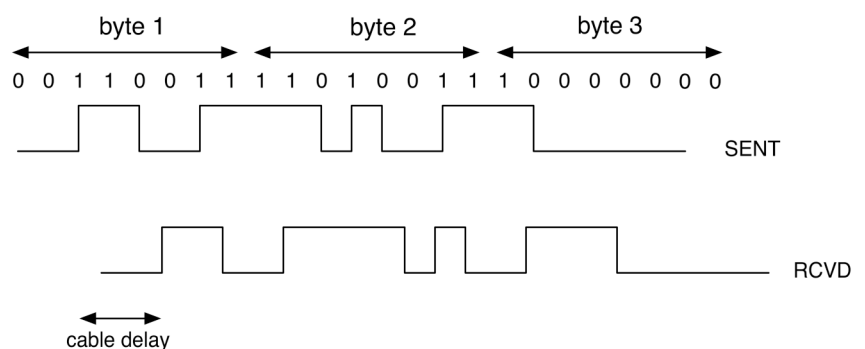 byte 1 byte 2 byte 3
0 0 1 1 0 0 1 1 1 1 0 1 0 0 1 1 1 0 0 0 0 0 0 0
SENT
RCVD
cable delay